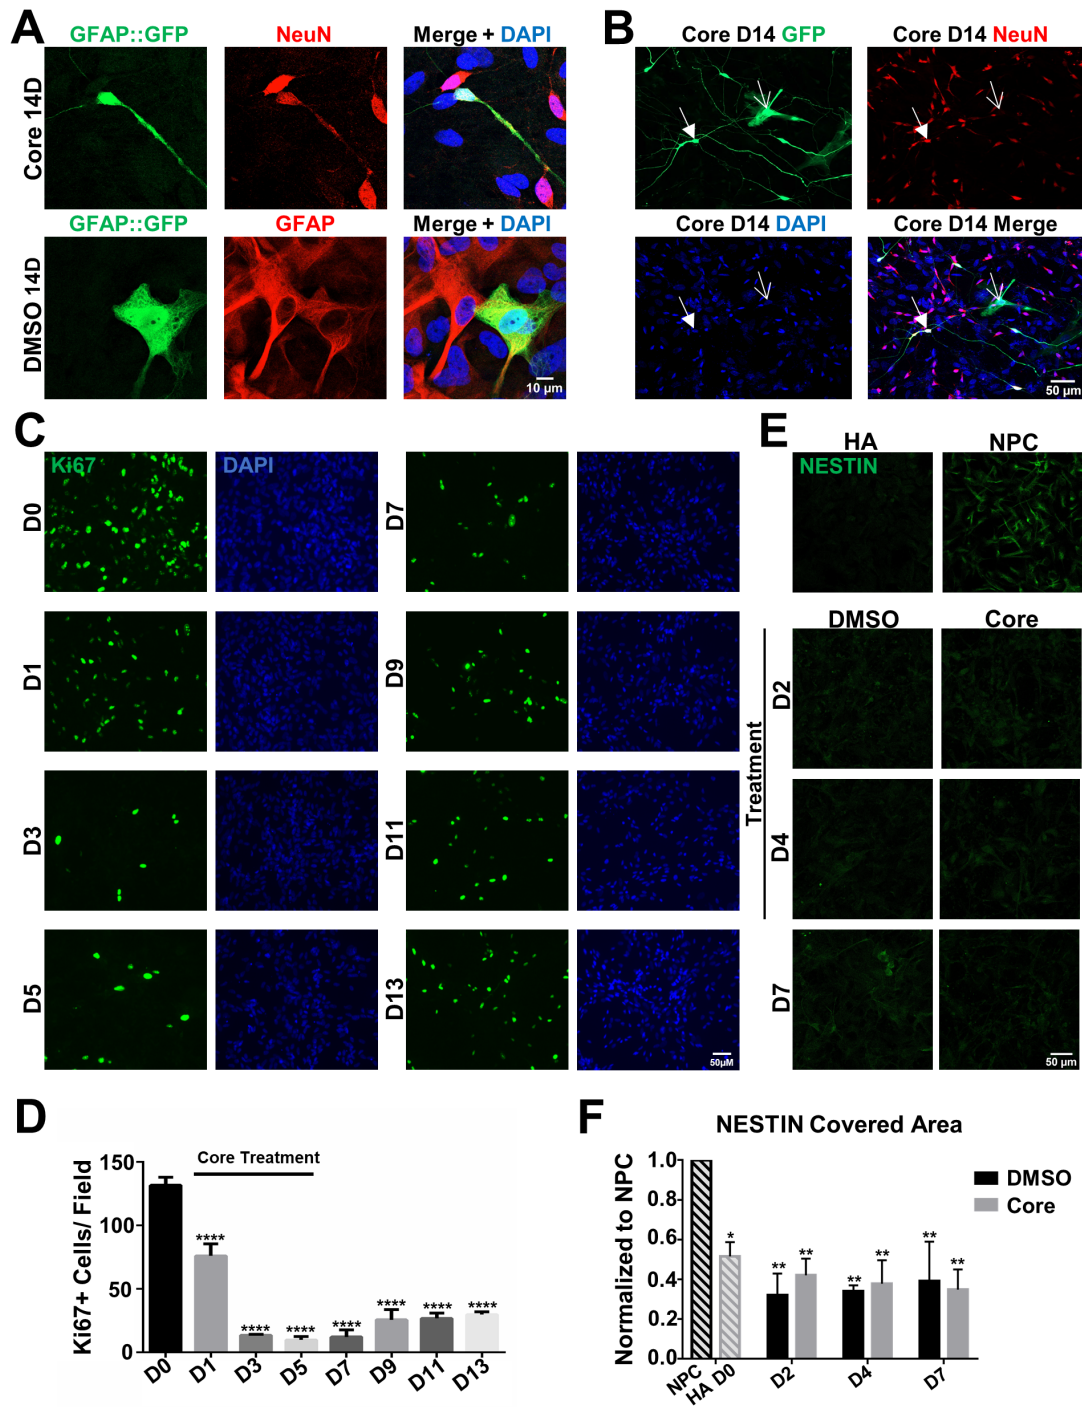 A
GFAP::GFP
NeuN
Merge + DAPI
Core 14D
GFAP::GFP
GFAP
Merge + DAPI
DMSO 14D
10 µm
B
Core D14 GFP
Core D14 NeuN
Core D14 DAPI
Core D14 Merge
50 µm
C
Ki67
DAPI
D0
D7
D1
D9
D3
D11
D5
D13
50µM
E
HA
NPC
NESTIN
DMSO
Core
Treatment
D2
D4
D7
50 µm
D
Core Treatment
Ki67+ Cells/ Field
150
100
50
0
****
****
****
****
****
****
****
D0
D1
D3
D5
D7
D9
D11
D13
F
NESTIN Covered Area
Normalized to NPC
1.0
0.8
0.6
0.4
0.2
0.0
DMSO
Core
*
**
**
**
**
**
**
NPC
HA D0
D2
D4
D7